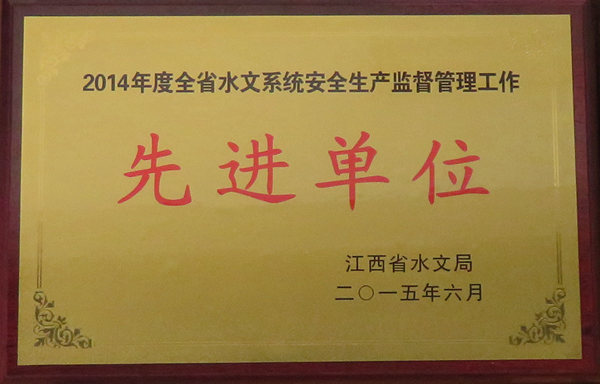 2014年度全省水文系统安全生产监督管理工作
先进单位
江西省水文局
二〇一五年六月